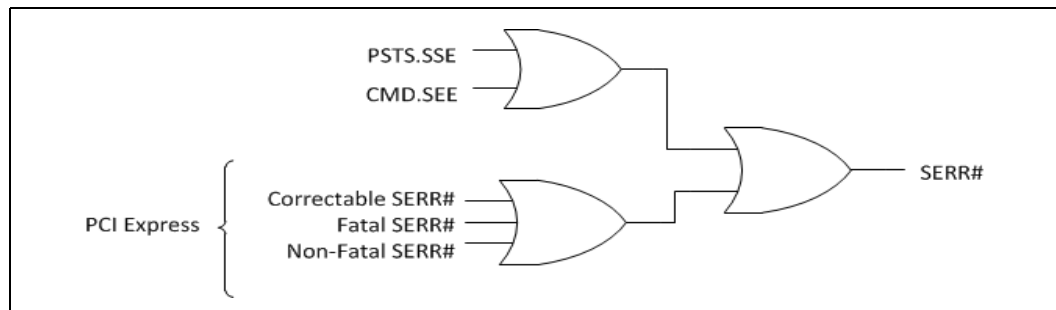 PSTS.SSE
CMD.SEE
SERR#
PCI Express
Correctable SERR#
Fatal SERR#
Non-Fatal SERR#